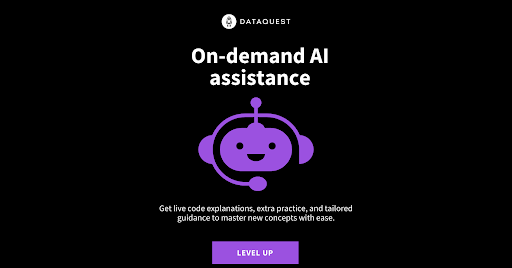 DATAQUEST
On-demand AI
assistance
Get live code explanations, extra practice, and tailored
guidance to master new concepts with ease.
LEVEL UP